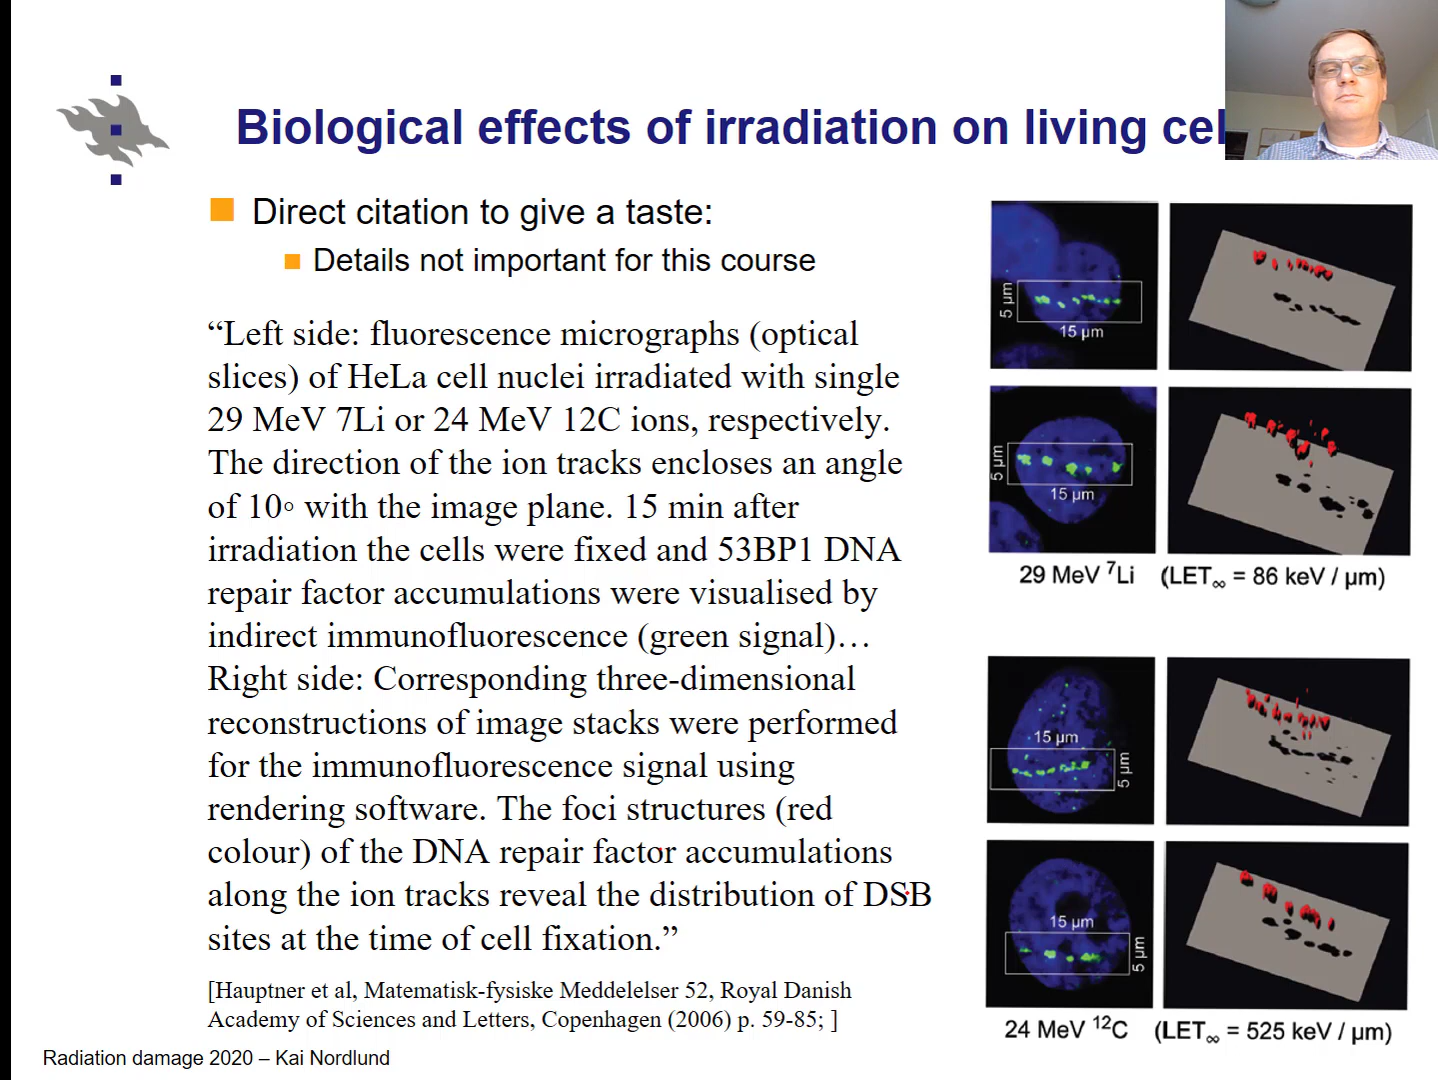 Biological effects of irradiation on living cel
Direct citation to give a taste:
Details not important for this course
“Left side: fluorescence micrographs (optical
slices) of HeLa cell nuclei irradiated with single
29 MeV 7Li or 24 MeV 12C ions, respectively.
The direction of the ion tracks encloses an angle
of 10◦ with the image plane. 15 min after
irradiation the cells were fixed and 53BP1 DNA
repair factor accumulations were visualised by
indirect immunofluorescence (green signal)…
Right side: Corresponding three-dimensional
reconstructions of image stacks were performed
for the immunofluorescence signal using
rendering software. The foci structures (red
colour) of the DNA repair factor accumulations
along the ion tracks reveal the distribution of DSB
sites at the time of cell fixation.”
[Hauptner et al, Matematisk-fysiske Meddelelser 52, Royal Danish
Academy of Sciences and Letters, Copenhagen (2006) p. 59-85; ]
Radiation damage 2020 – Kai Nordlund
5 µm
15 µm
5 µm
15 µm
29 MeV ⁷Li (LET∞ = 86 keV / µm)
15 µm
5 µm
15 µm
5 µm
24 MeV ¹²C (LET∞ = 525 keV / µm)